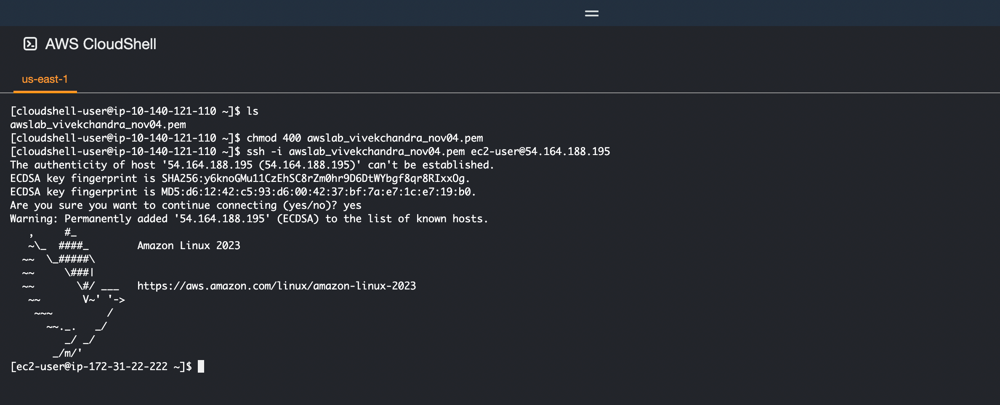 AWS CloudShell
us-east-1
[cloudshell-user@ip-10-140-121-110 ~]$ ls
awslab_vivekchandra_nov04.pem
[cloudshell-user@ip-10-140-121-110 ~]$ chmod 400 awslab_vivekchandra_nov04.pem
[cloudshell-user@ip-10-140-121-110 ~]$ ssh -i awslab_vivekchandra_nov04.pem ec2-user@54.164.188.195
The authenticity of host '54.164.188.195 (54.164.188.195)' can't be established.
ECDSA key fingerprint is SHA256:y6knoGMu11CzEhSC8rZm0hr9D6DtWYbgf8qr8RIxxOg.
ECDSA key fingerprint is MD5:d6:12:42:c5:93:d6:00:42:37:bf:7a:e7:1c:e7:19:b0.
Are you sure you want to continue connecting (yes/no)? yes
Warning: Permanently added '54.164.188.195' (ECDSA) to the list of known hosts.
   ,     #_
   ~\_  ####_        Amazon Linux 2023
  ~~  \_#####\
  ~~     \###|
  ~~       \#/ ___   https://aws.amazon.com/linux/amazon-linux-2023
   ~~       V~' '->
    ~~~         /
      ~~._.   _/
         _/ _/
       _/m/'
[ec2-user@ip-172-31-22-222 ~]$